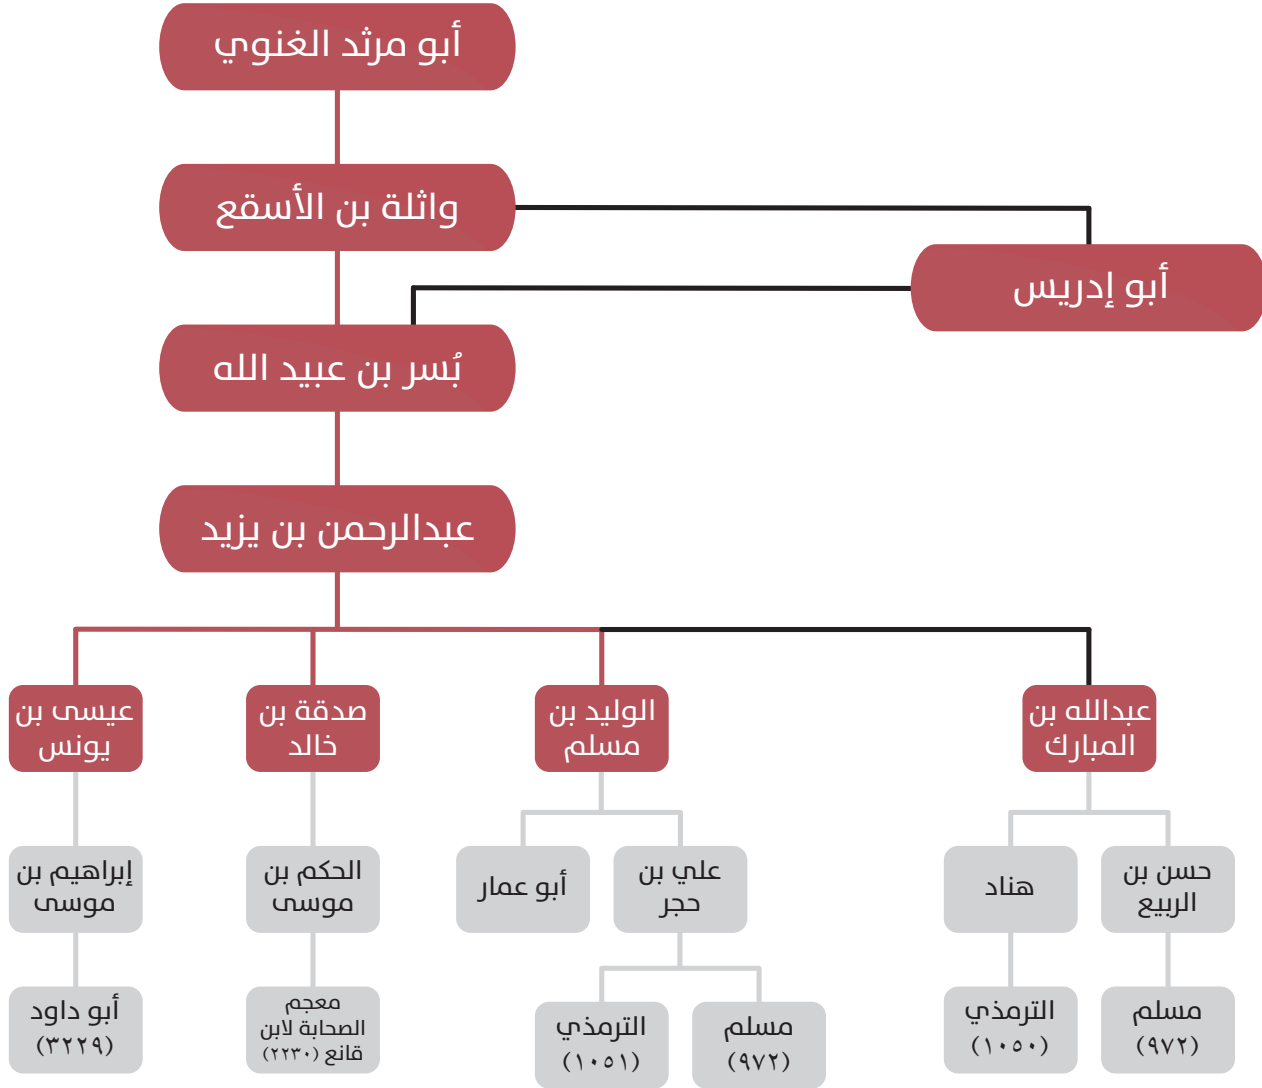 أبو مرثد الغنوي
واثلة بن الأسقع
أبو إدريس
بُسر بن عبيد الله
عبدالرحمن بن يزيد
عبدالله بن
المبارك
الوليد بن
مسلم
صدقة بن
خالد
عيسى بن
يونس
حسن بن
الربيع
هناد
علي بن
حجر
أبو عمار
الحكم بن
موسى
إبراهيم بن
موسى
مسلم
(٩٧٢)
الترمذي
(١٠٥٠)
مسلم
(٩٧٢)
الترمذي
(١٠٥١)
معجم
الصحابة لابن
قانع (٢٢٣٠)
أبو داود
(٣٢٢٩)